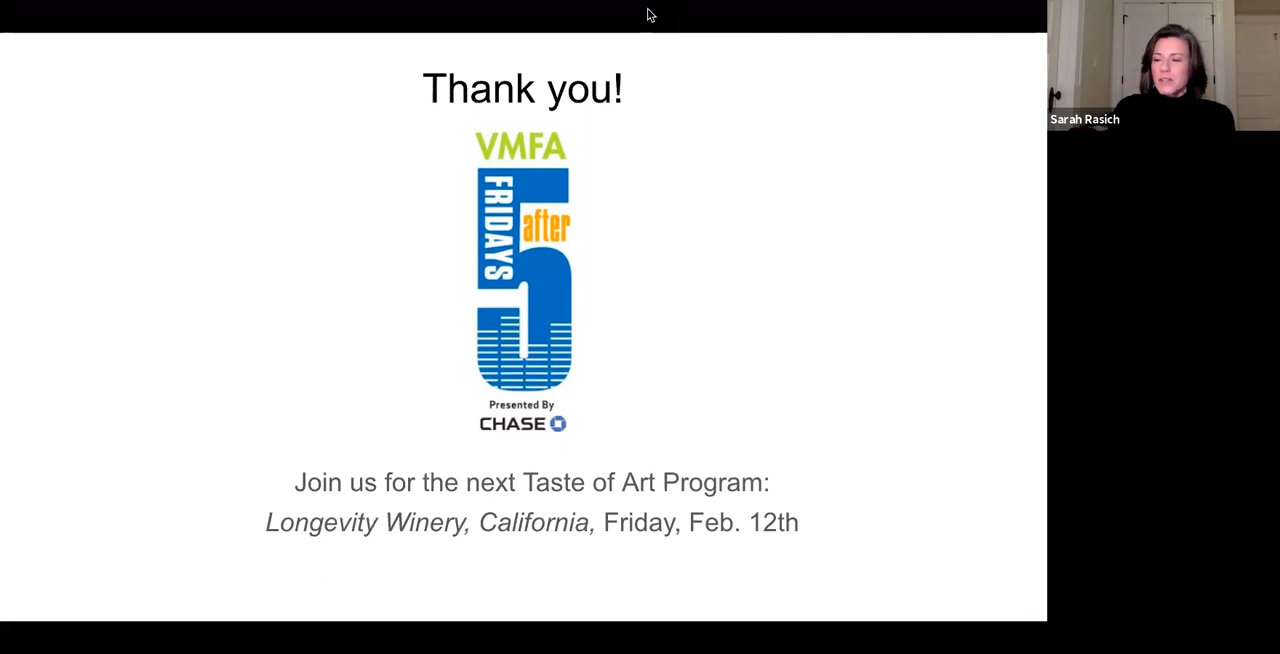 Thank you!
VMFA
FRIDAYS
after
5
Presented By
CHASE
Join us for the next Taste of Art Program:
Longevity Winery, California, Friday, Feb. 12th
Sarah Rasich